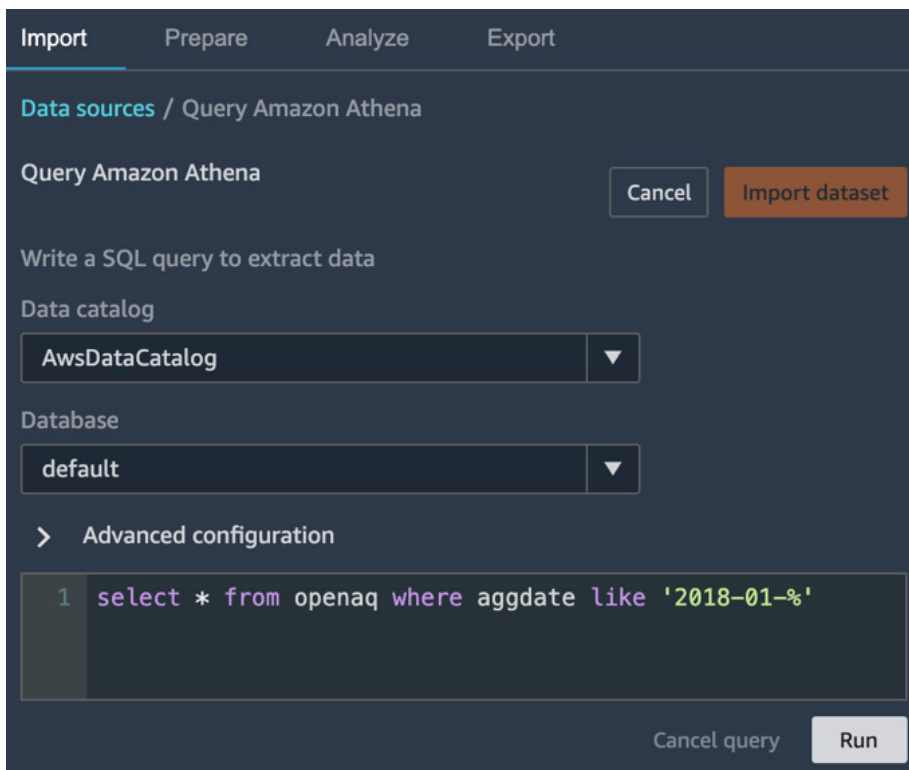 Import Prepare Analyze Export
Data sources / Query Amazon Athena
Query Amazon Athena
Cancel Import dataset
Write a SQL query to extract data
Data catalog
AwsDataCatalog
Database
default
Advanced configuration
1 select * from openaq where aggdate like '2018-01-%'
Cancel query Run